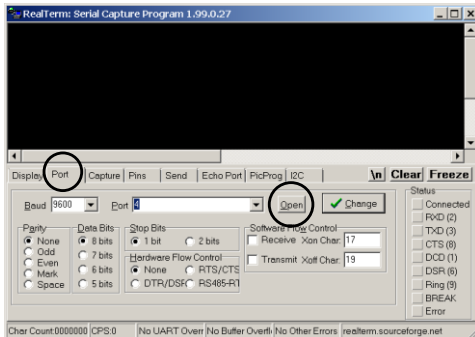 RealTerm: Serial Capture Program 1.99.0.27
Display Port Capture Pins Send Echo Port PicProg I2C \n Clear Freeze
Baud 9600 Port 4 Open Change
Status
Connected
RXD (2)
TXD (3)
CTS (8)
DCD (1)
DSR (6)
Ring (9)
BREAK
Error
Parity
None
Odd
Even
Mark
Space
Data Bits
8 bits
7 bits
6 bits
5 bits
Stop Bits
1 bit 2 bits
Hardware Flow Control
None RTS/CTS
DTR/DSR RS485-RT
Software Flow Control
Receive Xon Char: 17
Transmit Xoff Char: 19
Char Count:0000000 CPS:0 No UART Overr No Buffer Overfl No Other Errors realterm.sourceforge.net